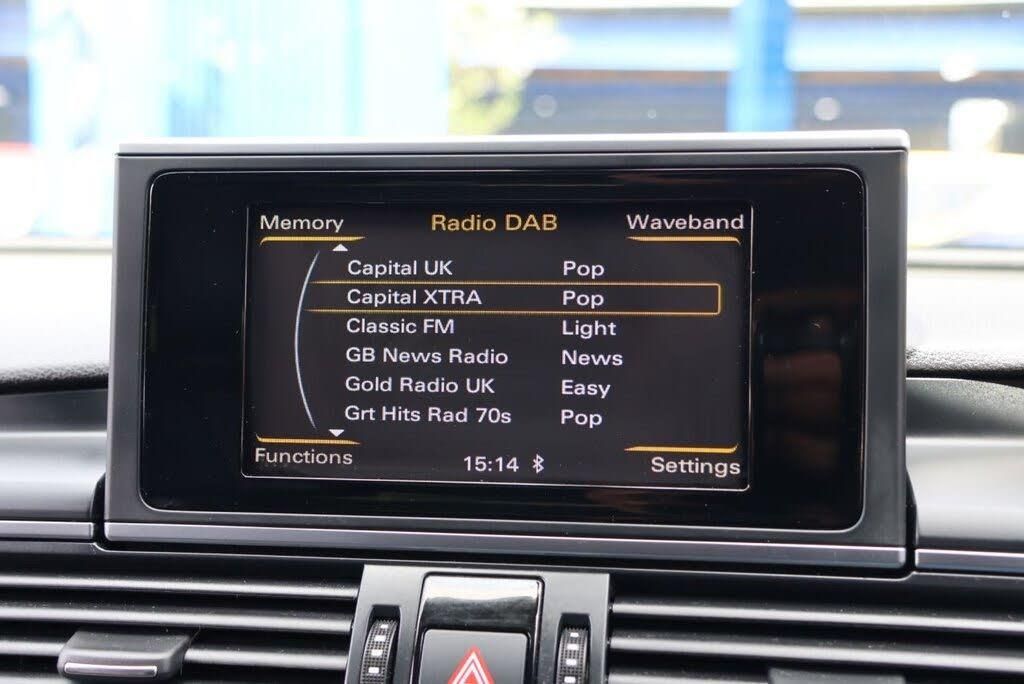 Memory Radio DAB Waveband
Capital UK Pop
Capital XTRA Pop
Classic FM Light
GB News Radio News
Gold Radio UK Easy
Grt Hits Rad 70s Pop
Functions 15:14 Settings